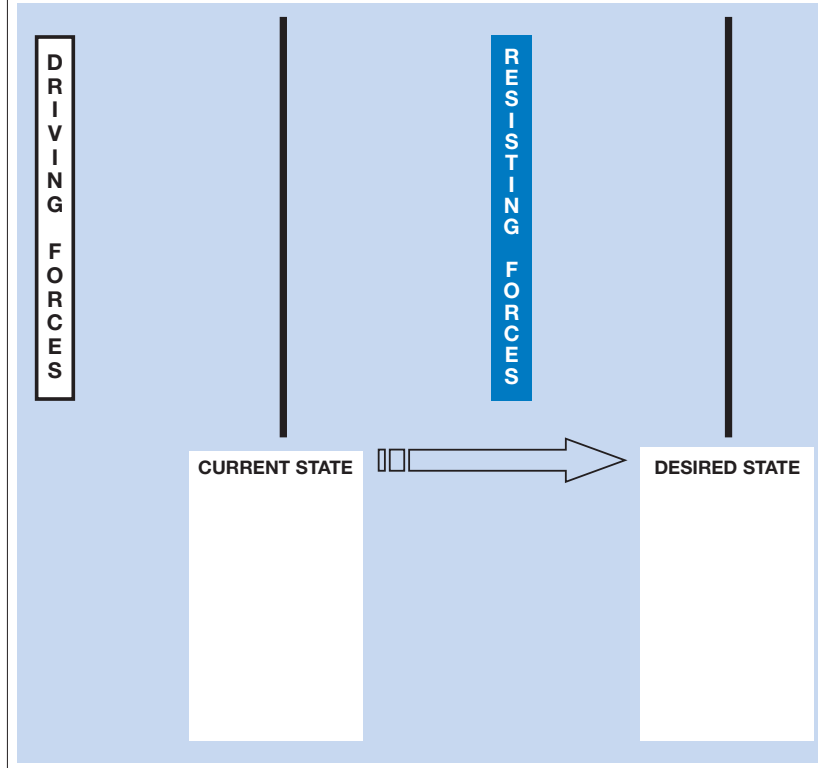 DRIVING FORCES
RESISTING FORCES
CURRENT STATE
DESIRED STATE